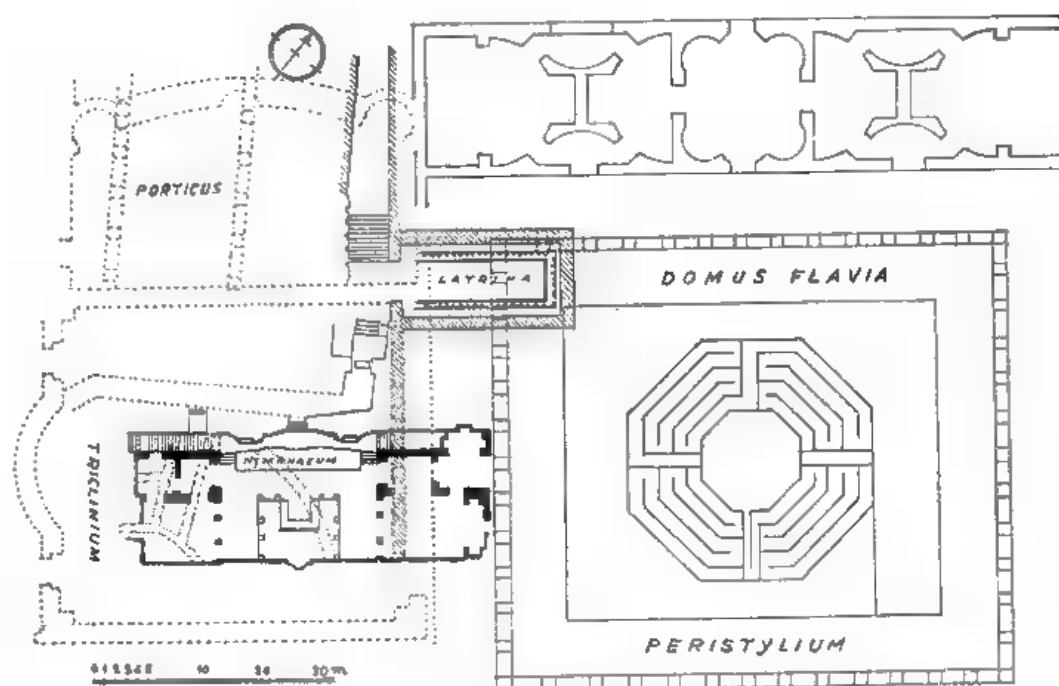 PORTICUS
LATRINA
DOMUS FLAVIA
TRICLINIUM
NYMPHAEUM
PERISTYLIUM
10 20 30 m.